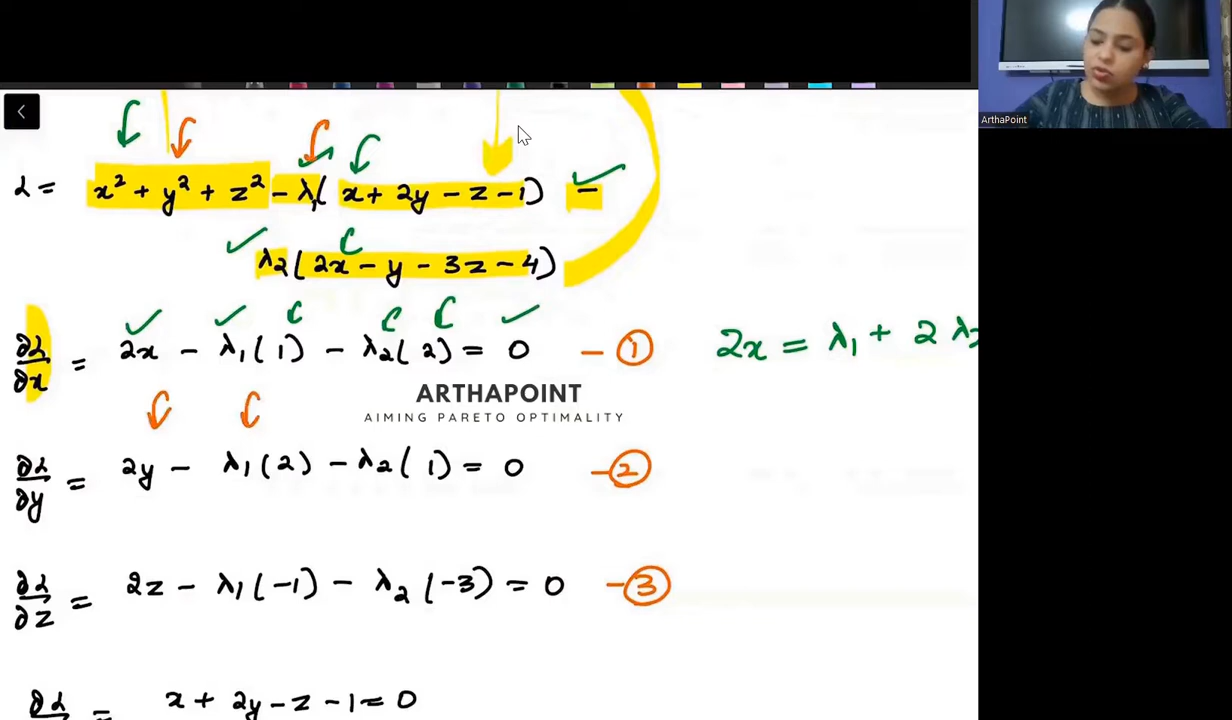 ArthaPoint
L = x² + y² + z² - λ₁( x + 2y - z - 1) -
λ₂( 2x - y - 3z - 4)
∂L/∂x = 2x - λ₁(1) - λ₂(2) = 0 - ①
2x = λ₁ + 2λ₂
ARTHAPOINT
AIMING PARETO OPTIMALITY
∂L/∂y = 2y - λ₁(2) - λ₂(1) = 0 - ②
∂L/∂z = 2z - λ₁(-1) - λ₂(-3) = 0 - ③
∂L = x + 2y - z - 1 = 0